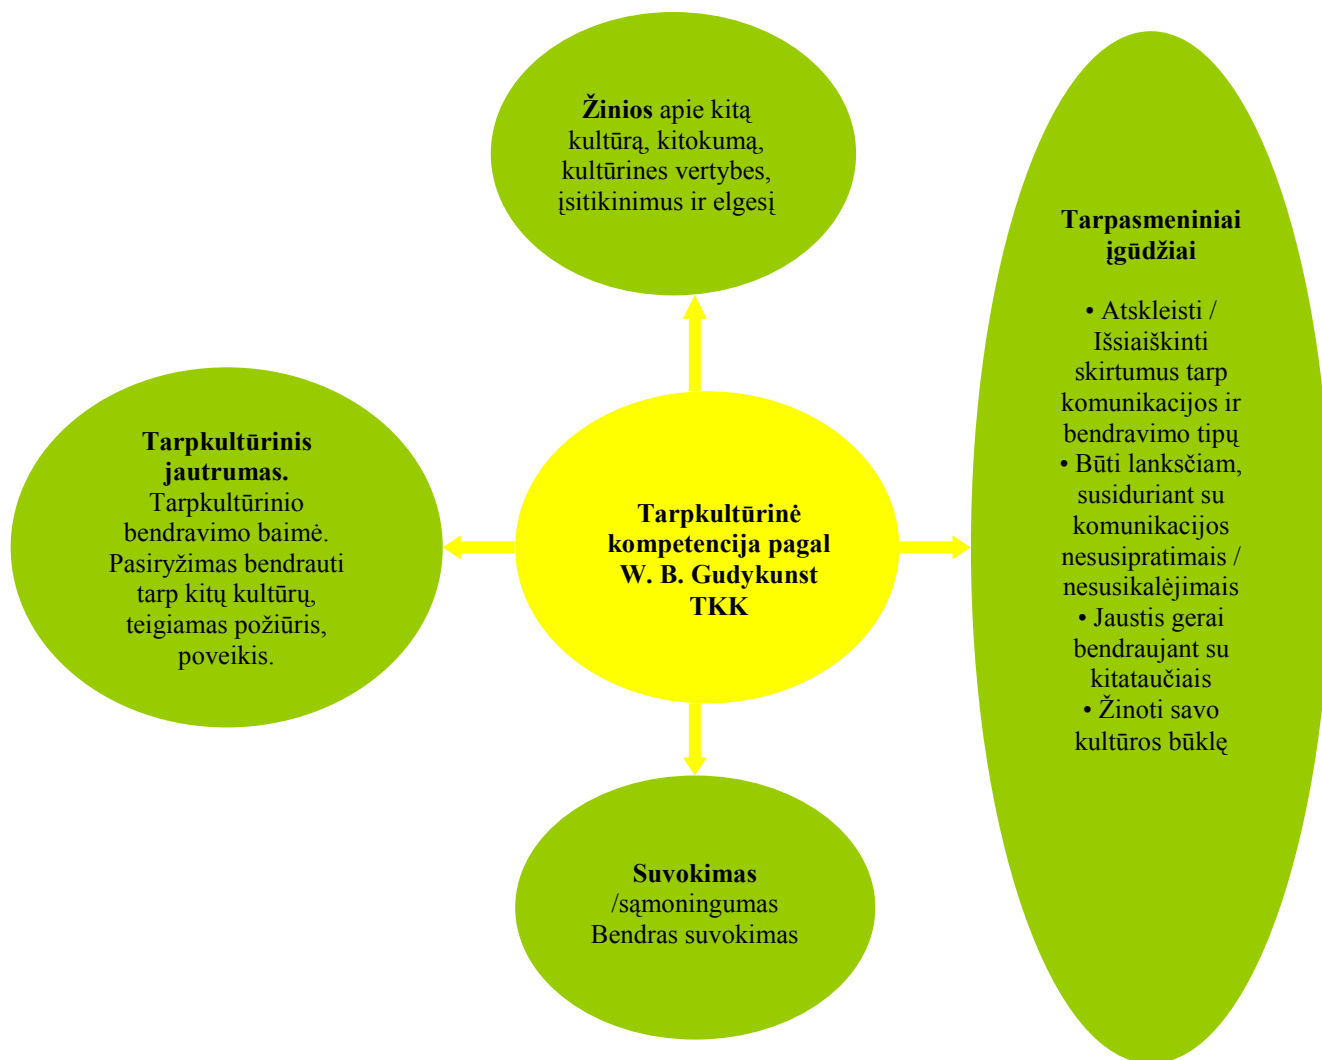 Žinios apie kitą
kultūrą, kitokumą,
kultūrines vertybes,
įsitikinimus ir elgesį
Tarpasmeniniai
įgūdžiai
• Atskleisti /
Išsiaiškinti
skirtumus tarp
komunikacijos ir
bendravimo tipų
• Būti lanksčiam,
susiduriant su
komunikacijos
nesusipratimais /
nesusikalėjimais
• Jaustis gerai
bendraujant su
kitataučiais
• Žinoti savo
kultūros būklę
Tarpkultūrinis
jautrumas.
Tarpkultūrinio
bendravimo baimė.
Pasiryžimas bendrauti
tarp kitų kultūrų,
teigiamas požiūris,
poveikis.
Tarpkultūrinė
kompetencija pagal
W. B. Gudykunst
TKK
Suvokimas
/sąmoningumas
Bendras suvokimas